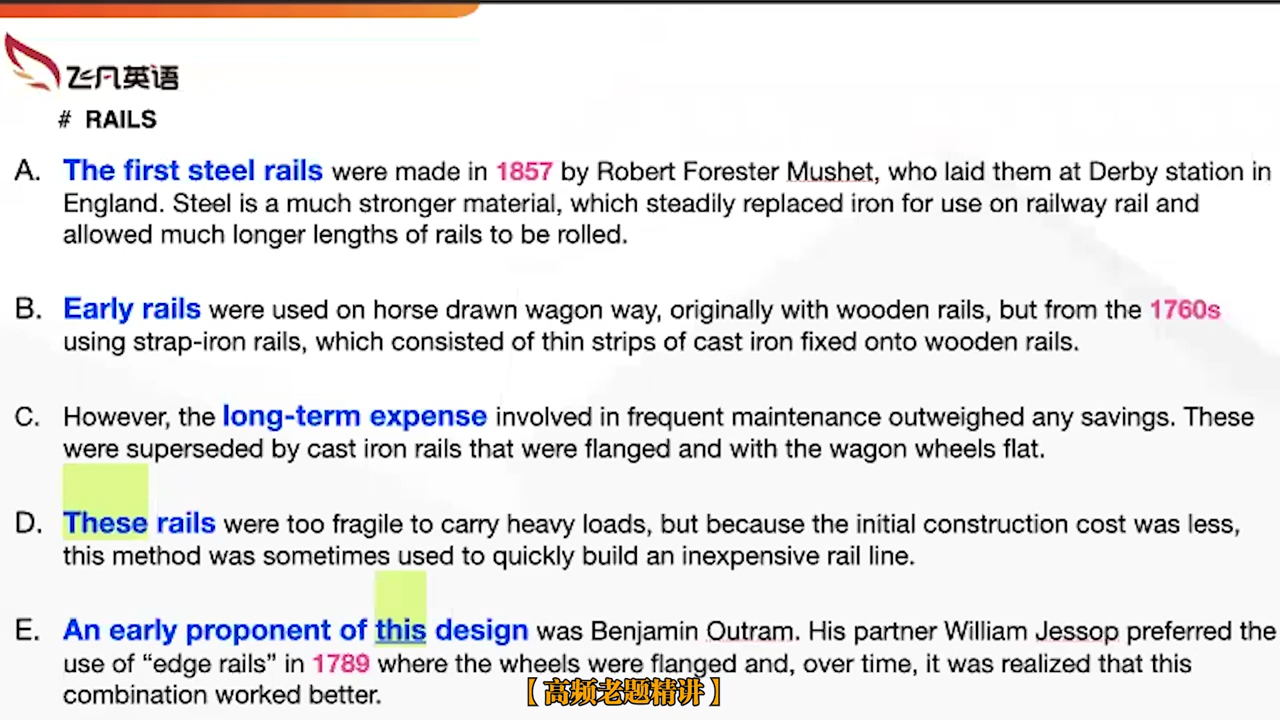 飞凡英语
# RAILS
A. The first steel rails were made in 1857 by Robert Forester Mushet, who laid them at Derby station in
England. Steel is a much stronger material, which steadily replaced iron for use on railway rail and
allowed much longer lengths of rails to be rolled.
B. Early rails were used on horse drawn wagon way, originally with wooden rails, but from the 1760s
using strap-iron rails, which consisted of thin strips of cast iron fixed onto wooden rails.
C. However, the long-term expense involved in frequent maintenance outweighed any savings. These
were superseded by cast iron rails that were flanged and with the wagon wheels flat.
D. These rails were too fragile to carry heavy loads, but because the initial construction cost was less,
this method was sometimes used to quickly build an inexpensive rail line.
E. An early proponent of this design was Benjamin Outram. His partner William Jessop preferred the
use of “edge rails” in 1789 where the wheels were flanged and, over time, it was realized that this
combination worked better.
【高频老题精讲】